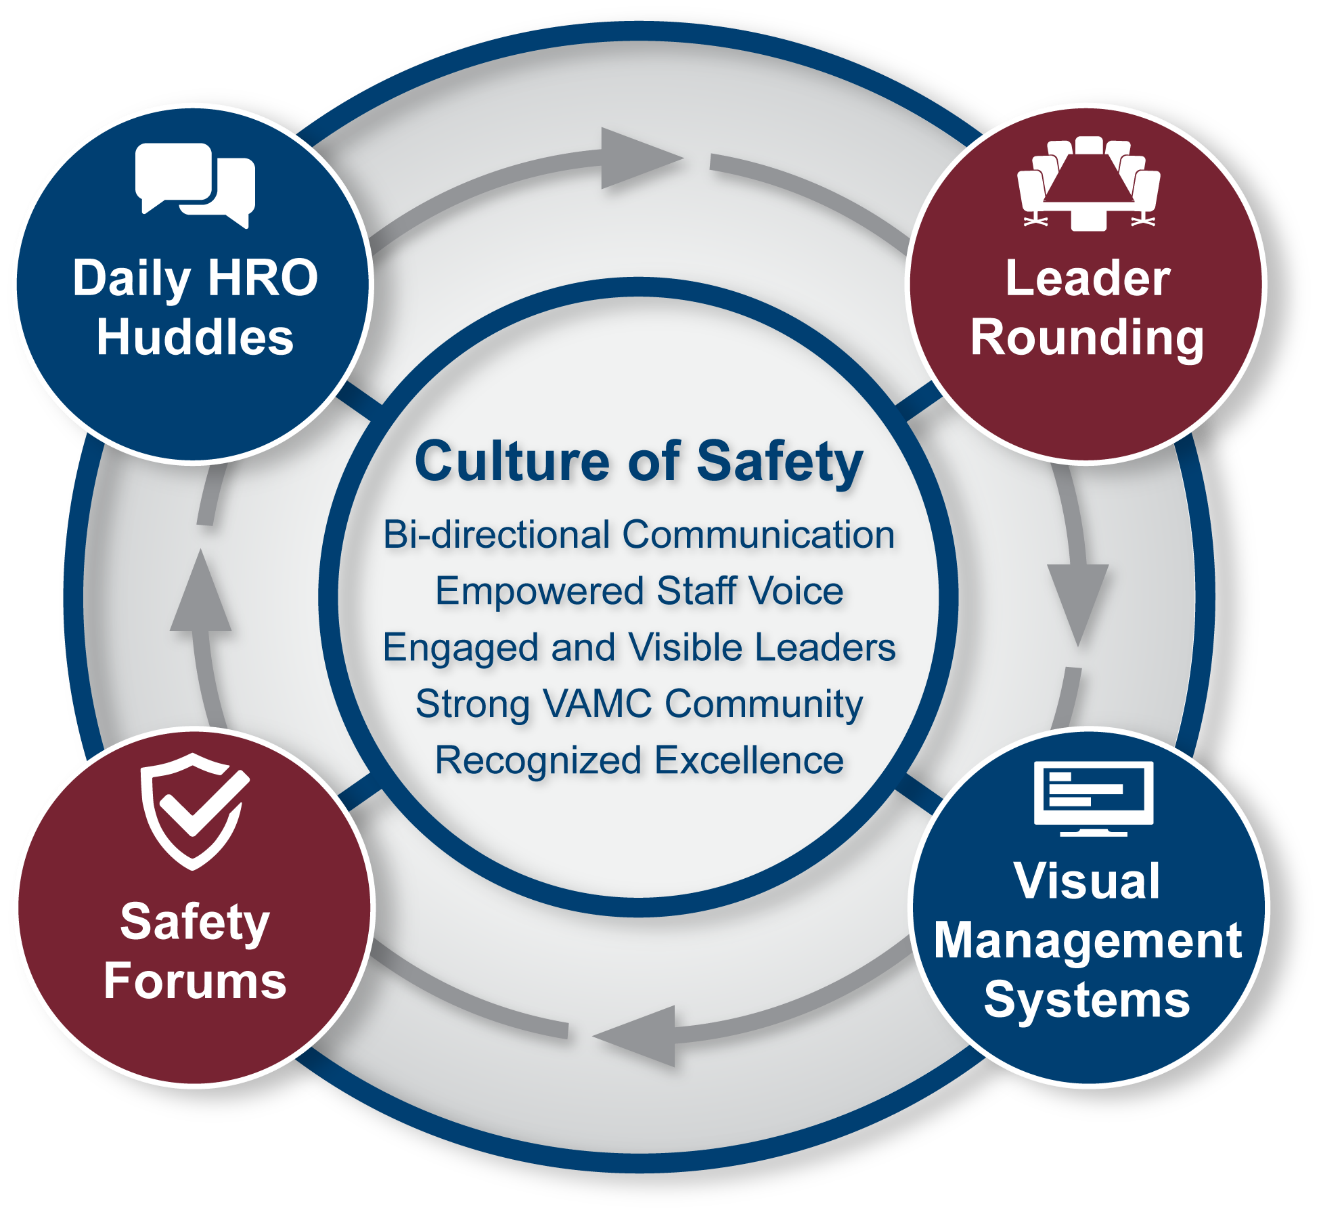 Daily HRO
Huddles
Leader
Rounding
Culture of Safety
Bi-directional Communication
Empowered Staff Voice
Engaged and Visible Leaders
Strong VAMC Community
Recognized Excellence
Safety
Forums
Visual
Management
Systems